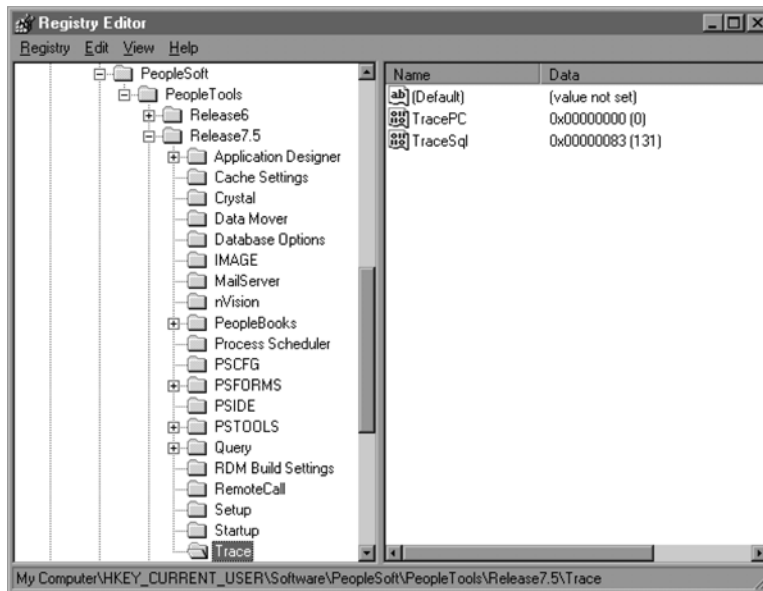 Registry Editor
Registry Edit View Help
PeopleSoft
PeopleTools
Release6
Release7.5
Application Designer
Cache Settings
Crystal
Data Mover
Database Options
IMAGE
MailServer
nVision
PeopleBooks
Process Scheduler
PSCFG
PSFORMS
PSIDE
PSTOOLS
Query
RDM Build Settings
RemoteCall
Setup
Startup
Trace
Name Data
ab (Default) (value not set)
TracePC 0x00000000 (0)
TraceSql 0x00000083 (131)
My Computer\HKEY_CURRENT_USER\Software\PeopleSoft\PeopleTools\Release7.5\Trace